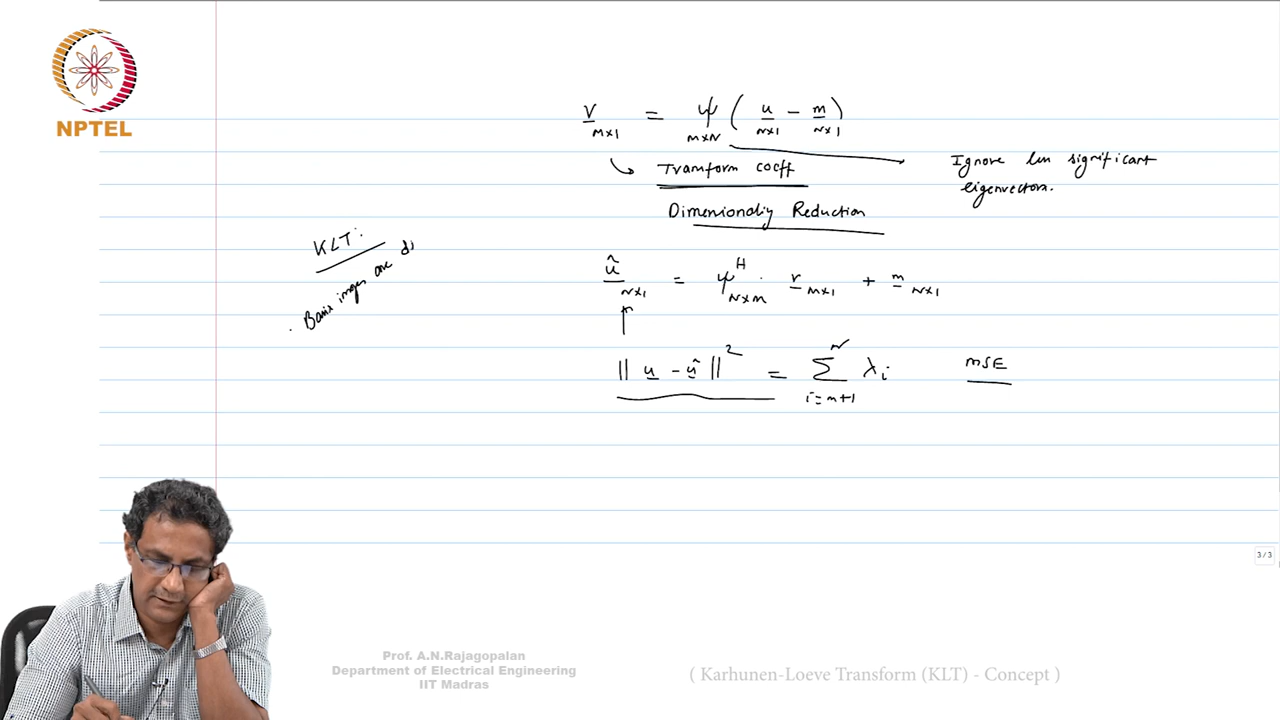 NPTEL
v M×1 = ψ M×N ( u N×1 − m N×1 )
Transform coeff
Ignore less significant
eigenvectors.
Dimensionality Reduction
KLT:
. Basis images are di
û N×1 = ψ^H N×M . v M×1 + m N×1
|| u − û ||² = ∑ i=m+1 N λi MSE
3 / 3
Prof. A.N.Rajagopalan
Department of Electrical Engineering
IIT Madras
( Karhunen-Loeve Transform (KLT) - Concept )